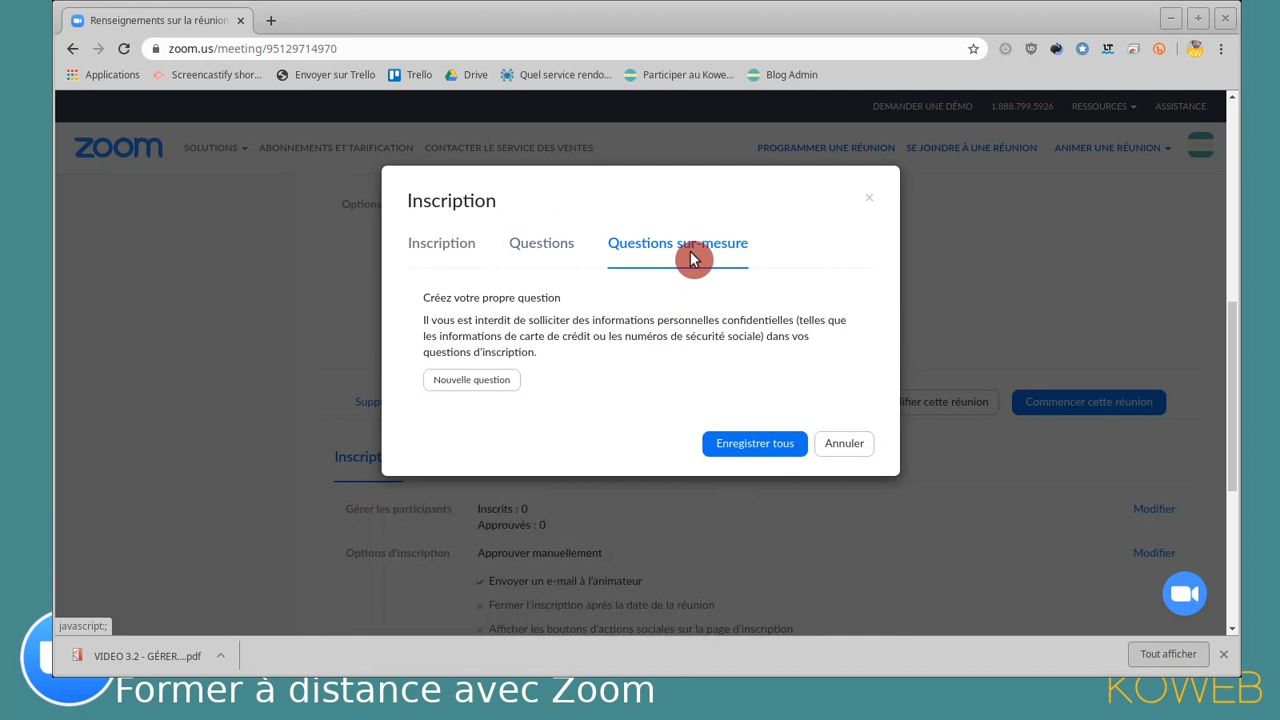 Renseignements sur la réunion
zoom.us/meeting/95129714970
Applications Screencastify shor... Envoyer sur Trello Trello Drive Quel service rendo... Participer au Kowe... Blog Admin
DEMANDER UNE DÉMO 1.888.799.5926 RESSOURCES ASSISTANCE
zoom SOLUTIONS ABONNEMENTS ET TARIFICATION CONTACTER LE SERVICE DES VENTES PROGRAMMER UNE RÉUNION SE JOINDRE À UNE RÉUNION ANIMER UNE RÉUNION
Options
Inscription
Inscription Questions Questions sur-mesure
Créez votre propre question
Il vous est interdit de solliciter des informations personnelles confidentielles (telles que
les informations de carte de crédit ou les numéros de sécurité sociale) dans vos
questions d'inscription.
Nouvelle question
Enregistrer tous Annuler
cette réunion Commencer cette réunion
Gérer les participants Inscrits : 0 Modifier
Approuvés : 0
Options d'inscription Approuver manuellement Modifier
Envoyer un e-mail à l'animateur
Fermer l'inscription après la date de la réunion
Afficher les boutons d'actions sociales sur la page d'inscription
javascript:;
VIDEO 3.2 - GÉRER....pdf Tout afficher
Former à distance avec Zoom KOWEB